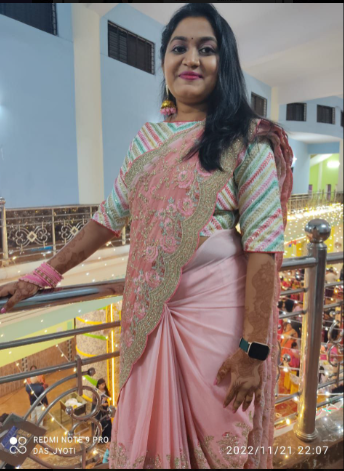 REDMI NOTE 9 PRO
DAS_JYOTI
2022/11/21 22:07